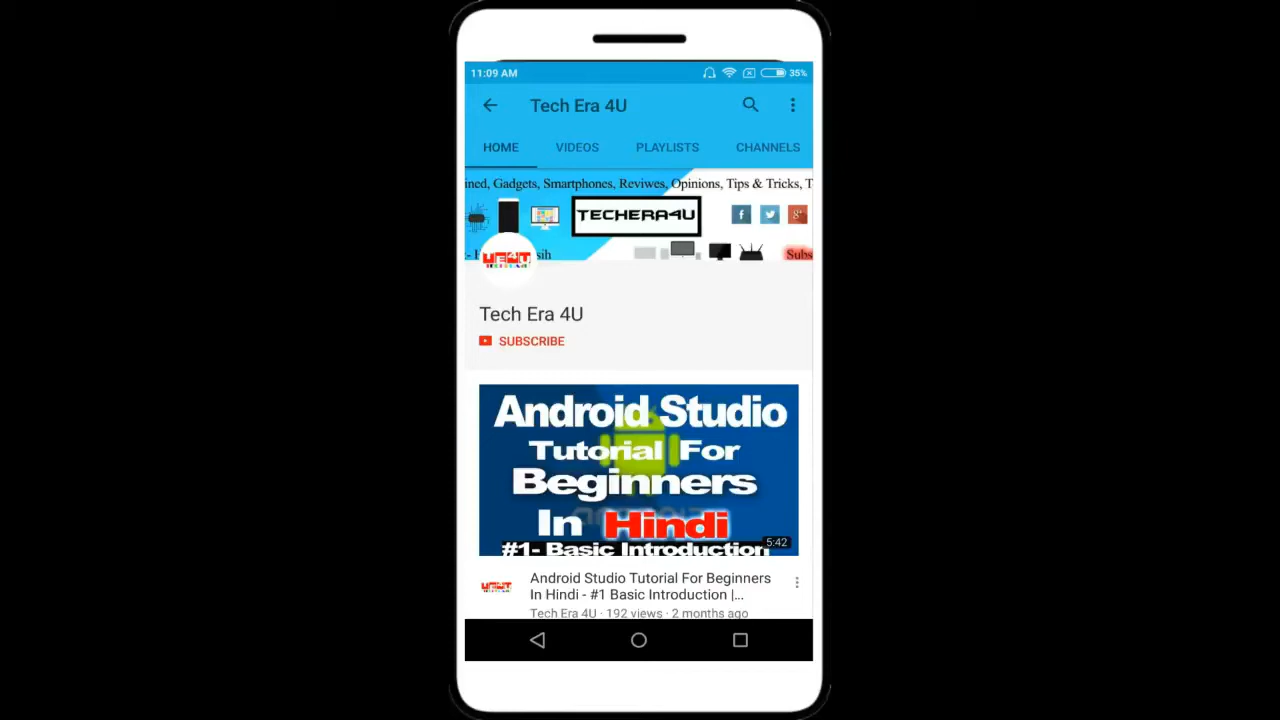 11:09 AM
35%
Tech Era 4U
HOME VIDEOS PLAYLISTS CHANNELS
ined, Gadgets, Smartphones, Reviwes, Opinions, Tips & Tricks, T
TECHERA4U
f
g+
sih
Subs
Tech Era 4U
SUBSCRIBE
Android Studio
Tutorial For
Beginners
In Hindi
#1- Basic Introduction
5:42
Android Studio Tutorial For Beginners
In Hindi - #1 Basic Introduction |...
Tech Era 4U · 192 views · 2 months ago